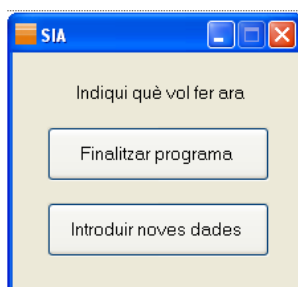 SIA
Indiqui què vol fer ara
Finalitzar programa
Introduir noves dades